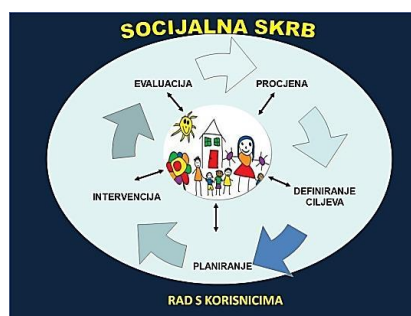 SOCIJALNA SKRB
EVALUACIJA
PROCJENA
INTERVENCIJA
DEFINIRANJE
CILJEVA
PLANIRANJE
RAD S KORISNICIMA